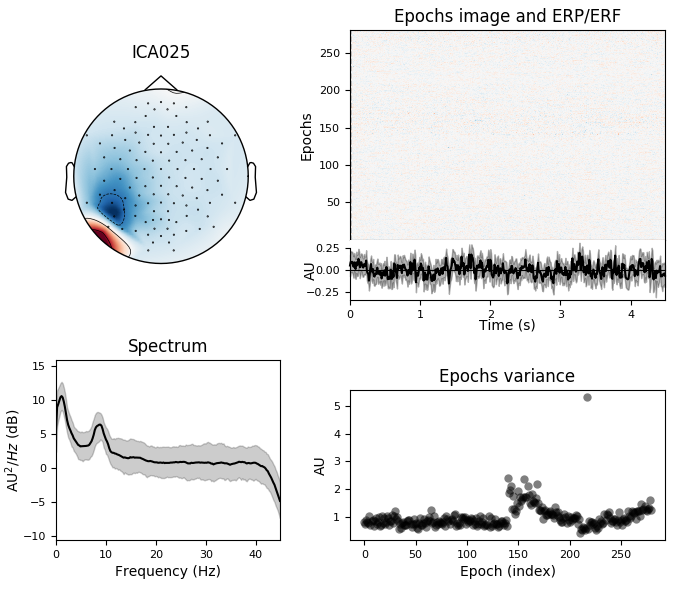 ICA025
Epochs image and ERP/ERF
Epochs
250
200
150
100
50
AU
0.25
0.00
−0.25
0 1 2 3 4
Time (s)
Spectrum
AU²/Hz (dB)
15
10
5
0
−5
−10
0 10 20 30 40
Frequency (Hz)
Epochs variance
AU
5
4
3
2
1
0 50 100 150 200 250
Epoch (index)